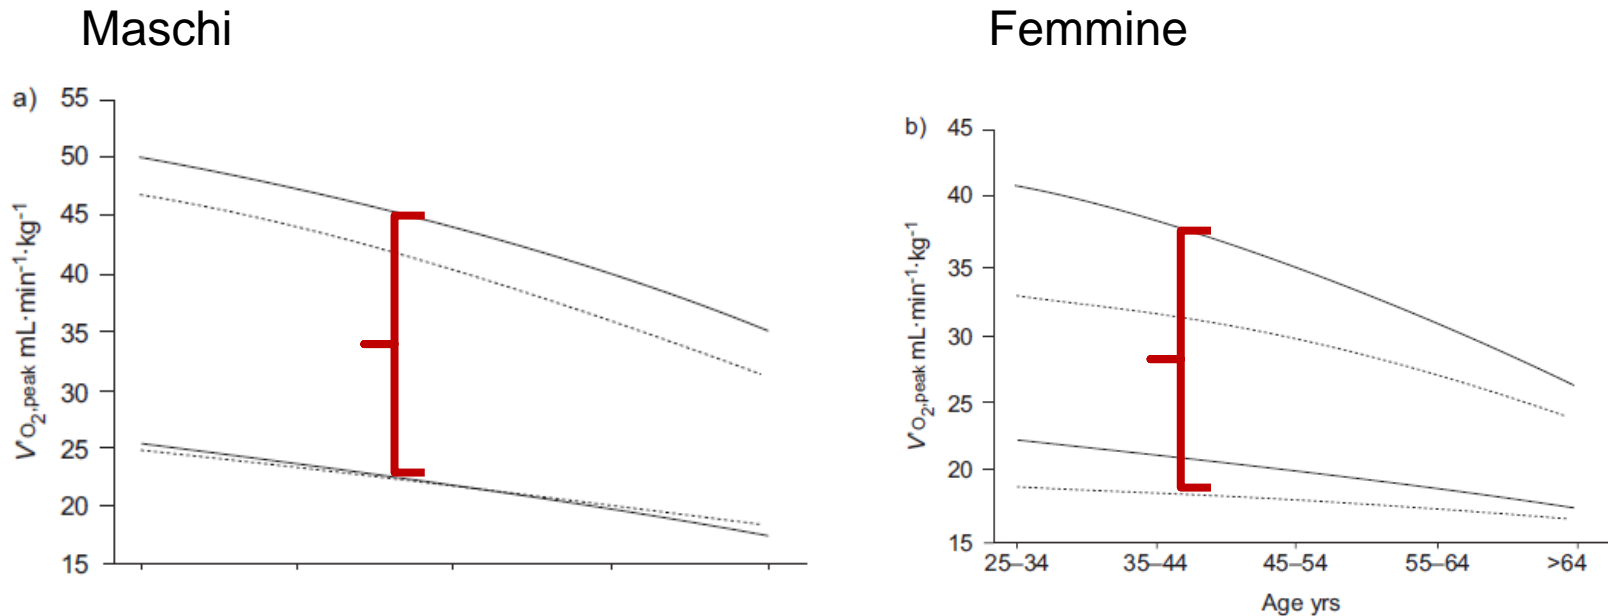 Maschi
Femmine
a)
55
50
45
40
35
30
25
20
15
V'O₂,peak mL·min⁻¹·kg⁻¹
b)
45
40
35
30
25
20
15
V'O₂,peak mL·min⁻¹·kg⁻¹
25–34 35–44 45–54 55–64 >64
Age yrs